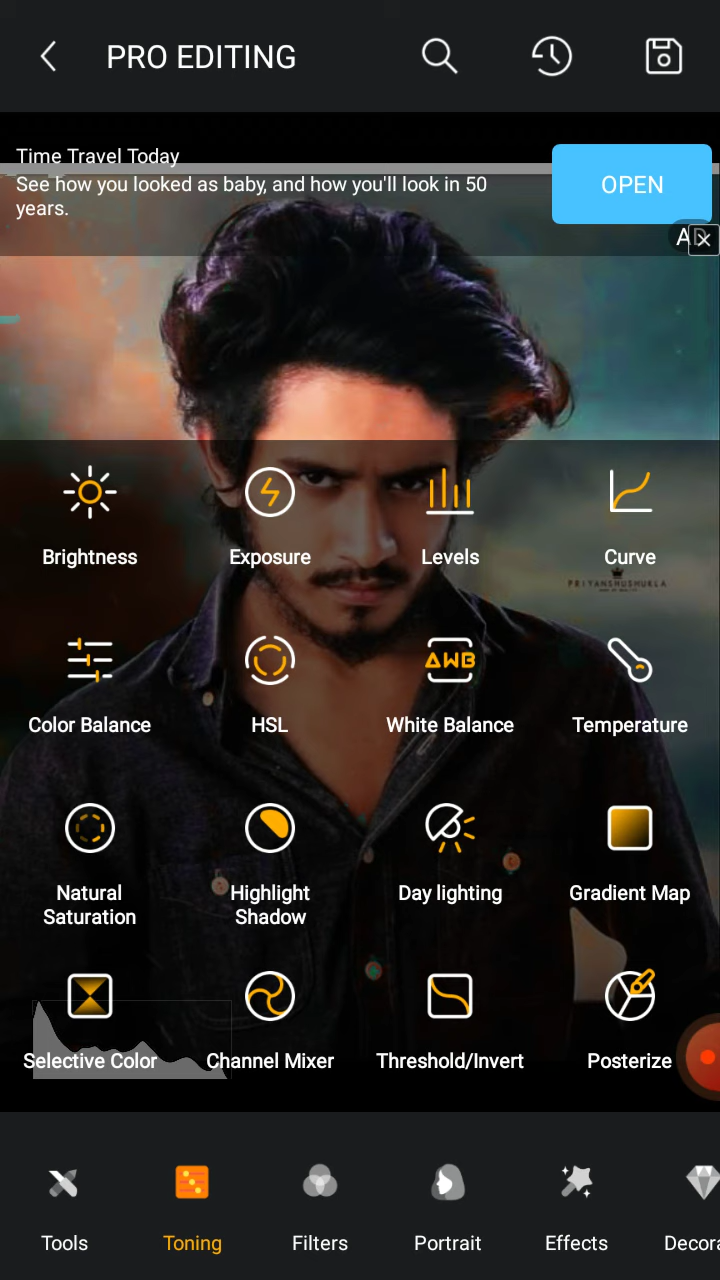 PRO EDITING
Time Travel Today
See how you looked as baby, and how you'll look in 50
years.
OPEN
Brightness
Exposure
Levels
Curve
PRIYANSHUSHUKLA
Color Balance
HSL
AWB
White Balance
Temperature
Natural
Saturation
Highlight
Shadow
Day lighting
Gradient Map
Selective Color
Channel Mixer
Threshold/Invert
Posterize
Tools
Toning
Filters
Portrait
Effects